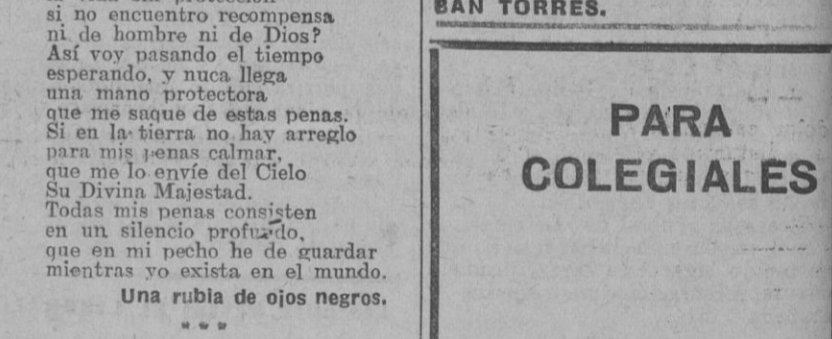 si no encuentro recompensa
ni de hombre ni de Dios?
Así voy pasando el tiempo
esperando, y nuca llega
una mano protectora
que me saque de estas penas.
Si en la tierra no hay arreglo
para mis penas calmar,
que me lo envíe del Cielo
Su Divina Majestad.
Todas mis penas consisten
en un silencio profundo,
que en mi pecho he de guardar
mientras yo exista en el mundo.
Una rubia de ojos negros.
* * *
BAN TORRES.
PARA
COLEGIALES